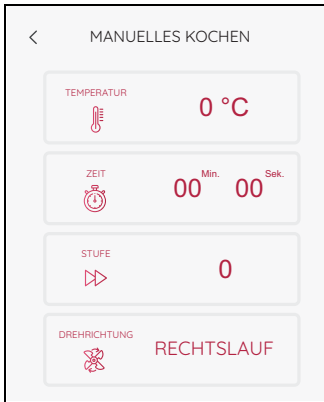 MANUELLES KOCHEN
TEMPERATUR
0 °C
ZEIT
00 Min. 00 Sek.
STUFE
0
DREHRICHTUNG
RECHTSLAUF